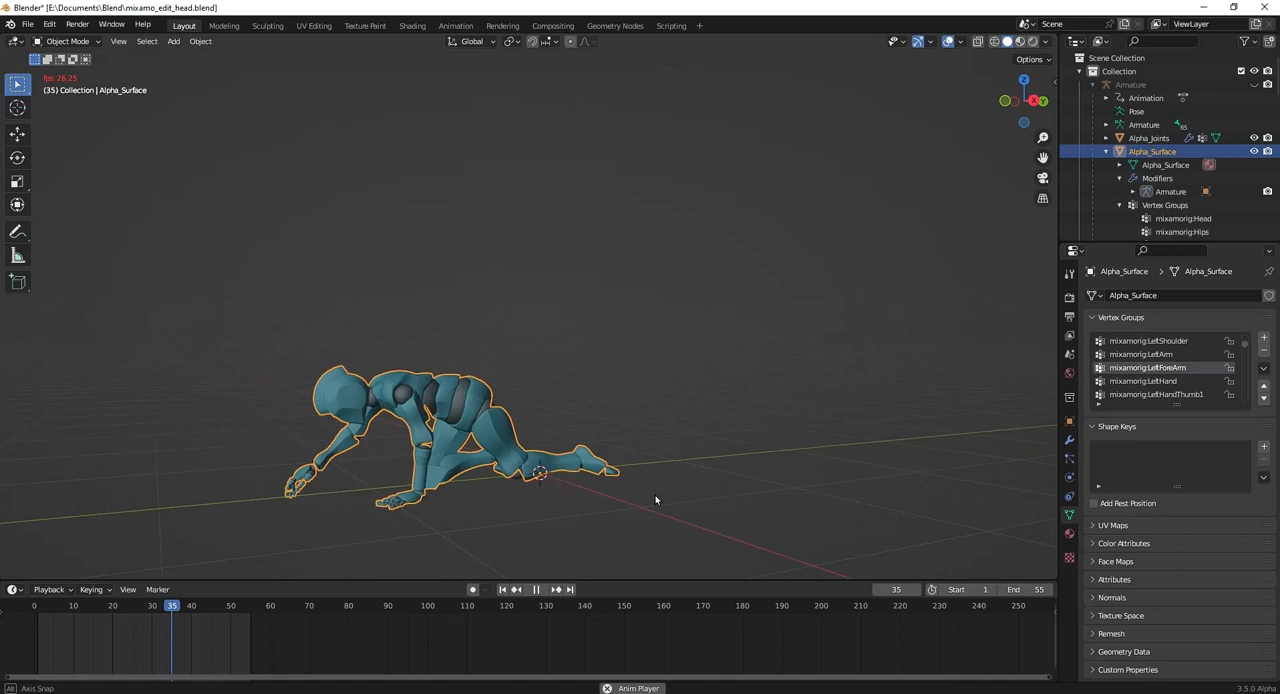 Blender* [E:\Documents\Blend\mixamo_edit_head.blend]
File Edit Render Window Help Layout Modeling Sculpting UV Editing Texture Paint Shading Animation Rendering Compositing Geometry Nodes Scripting + Scene ViewLayer
Object Mode View Select Add Object Global
Options
fps: 26.25
(35) Collection | Alpha_Surface
Z
X Y
Scene Collection
Collection
Armature
Animation
Pose
Armature 65
Alpha_Joints
Alpha_Surface
Alpha_Surface
Modifiers
Armature
Vertex Groups
mixamorig:Head
mixamorig:Hips
Alpha_Surface > Alpha_Surface
Alpha_Surface
Vertex Groups
mixamorig:LeftShoulder
mixamorig:LeftArm
mixamorig:LeftForeArm
mixamorig:LeftHand
mixamorig:LeftHandThumb1
Shape Keys
Add Rest Position
UV Maps
Color Attributes
Face Maps
Attributes
Normals
Texture Space
Remesh
Geometry Data
Custom Properties
Playback Keying View Marker 35 Start 1 End 55
0 10 20 30 35 40 50 60 70 80 90 100 110 120 130 140 150 160 170 180 190 200 210 220 230 240 250
Alt Axis Snap Anim Player 3.5.0 Alpha